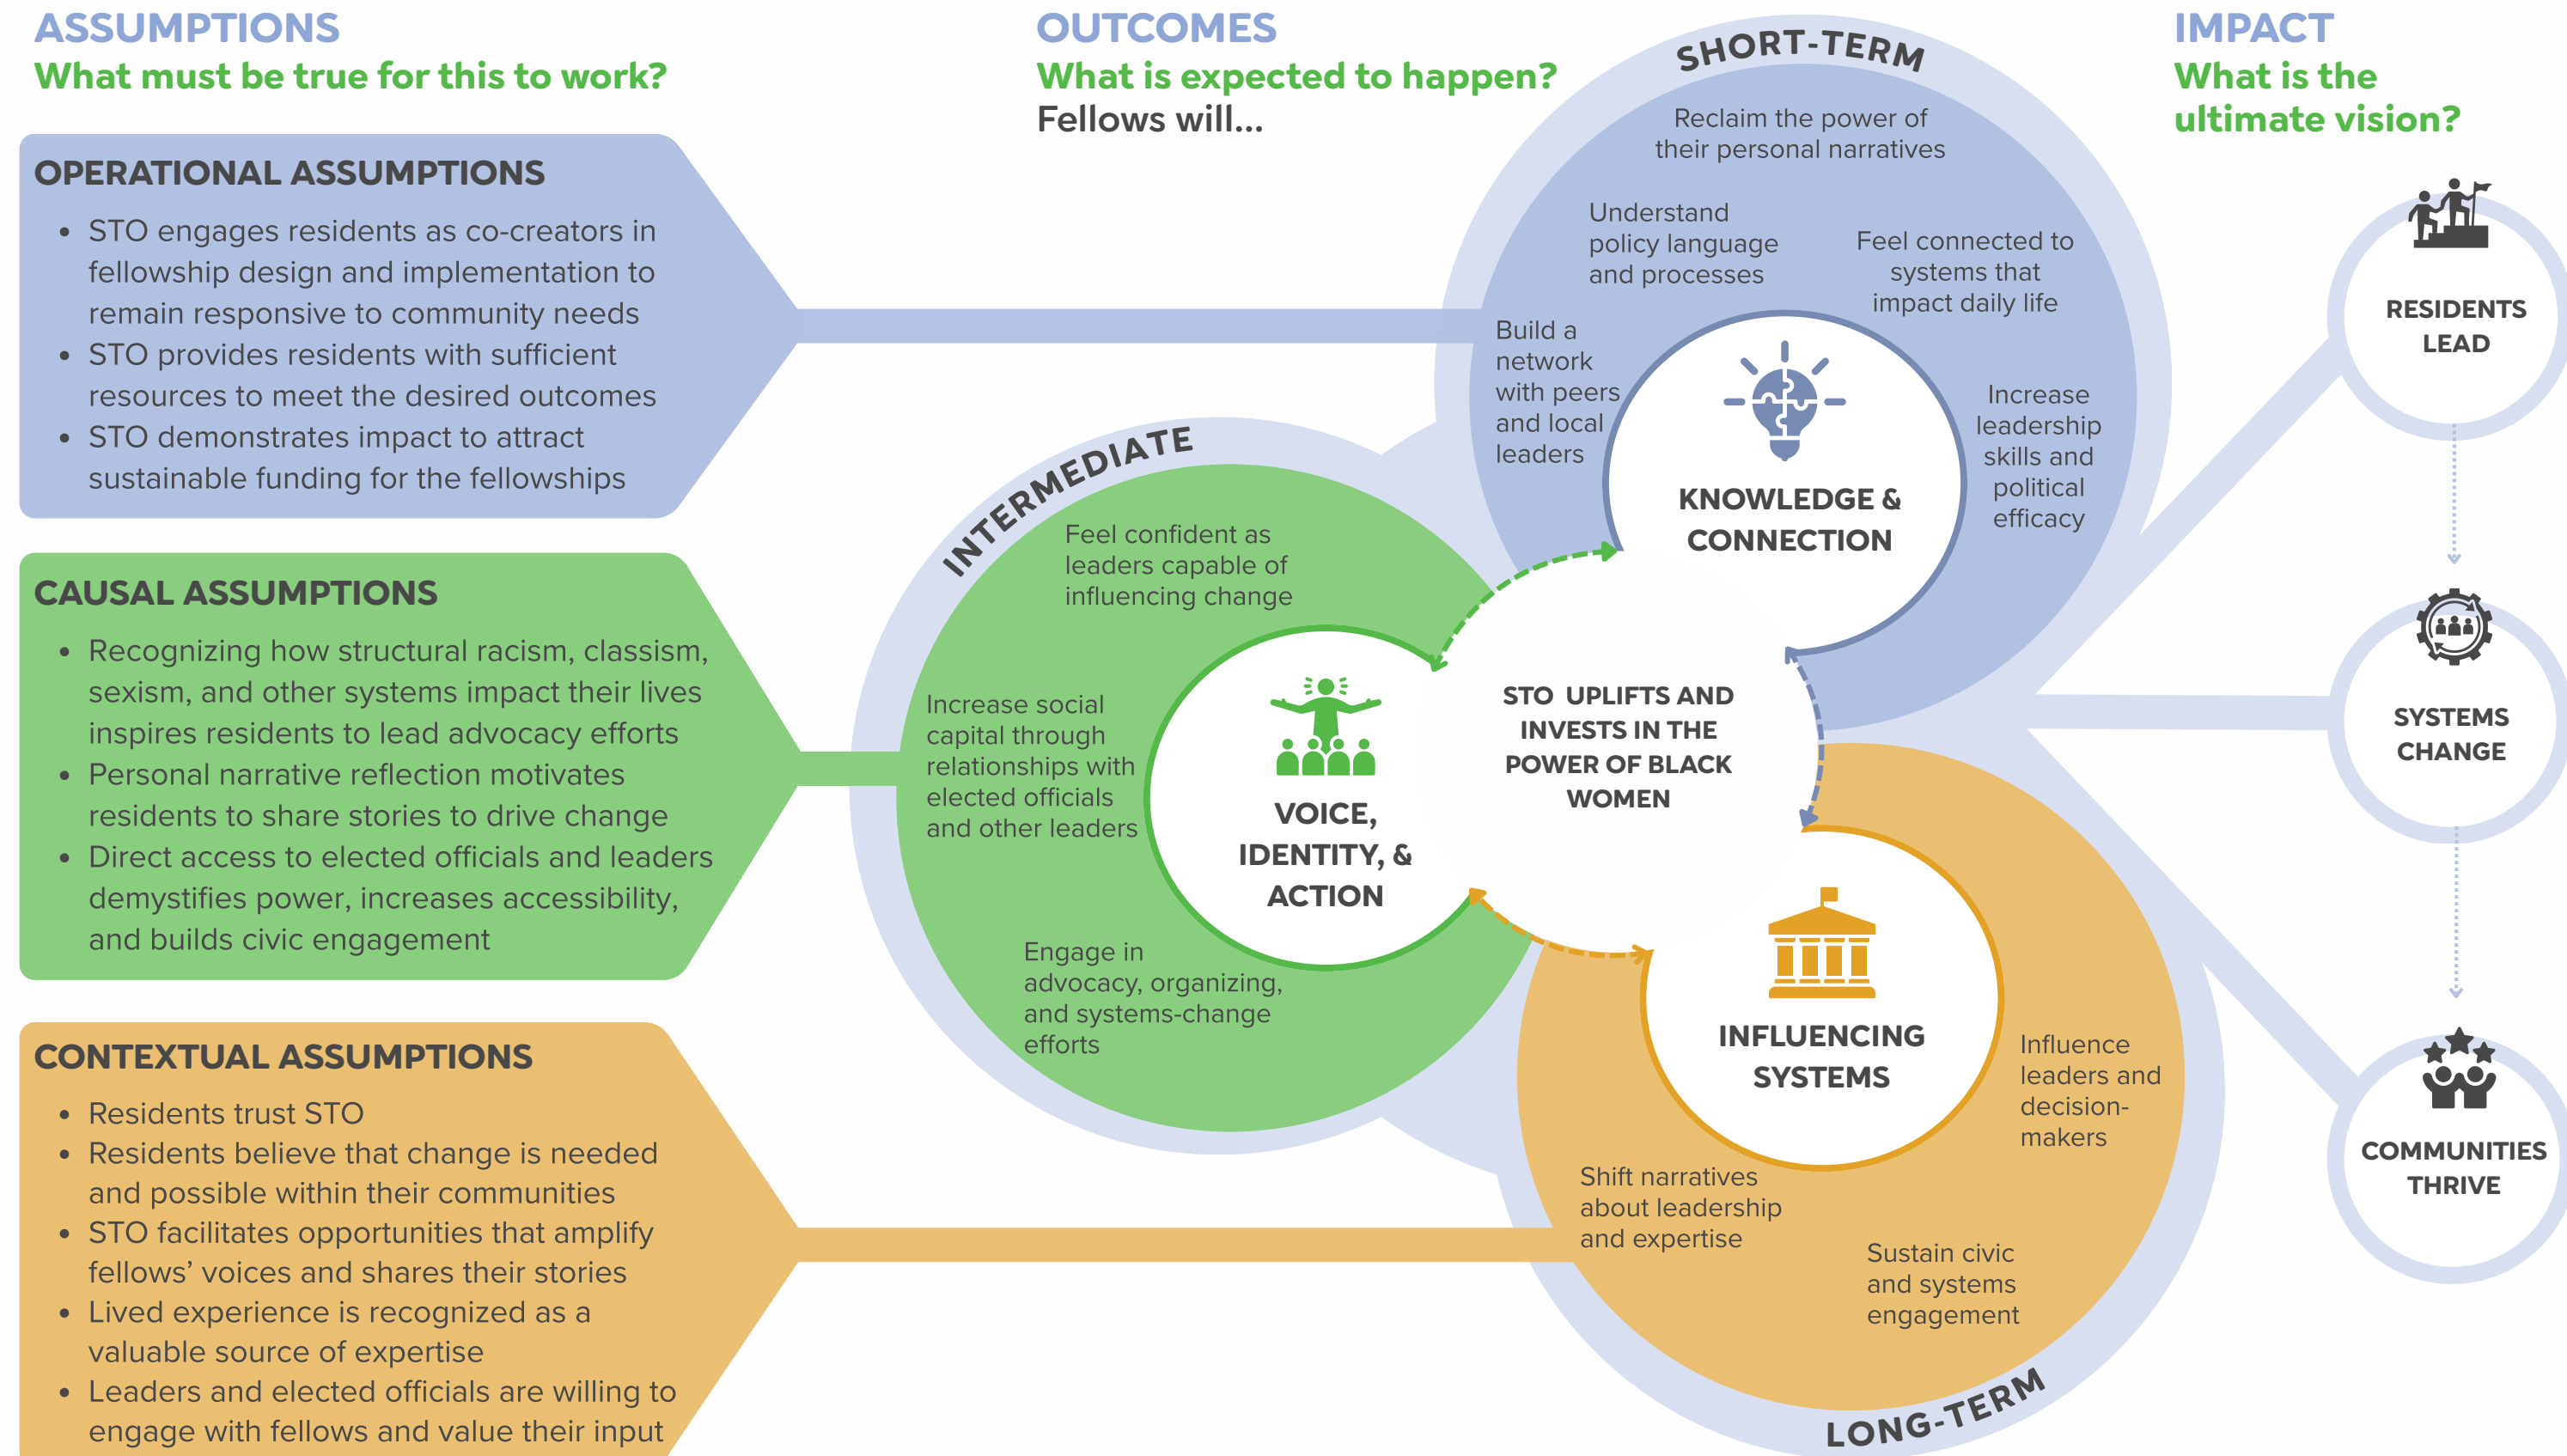 ASSUMPTIONS
What must be true for this to work?
OPERATIONAL ASSUMPTIONS
• STO engages residents as co-creators in
fellowship design and implementation to
remain responsive to community needs
• STO provides residents with sufficient
resources to meet the desired outcomes
• STO demonstrates impact to attract
sustainable funding for the fellowships
CAUSAL ASSUMPTIONS
• Recognizing how structural racism, classism,
sexism, and other systems impact their lives
inspires residents to lead advocacy efforts
• Personal narrative reflection motivates
residents to share stories to drive change
• Direct access to elected officials and leaders
demystifies power, increases accessibility,
and builds civic engagement
CONTEXTUAL ASSUMPTIONS
• Residents trust STO
• Residents believe that change is needed
and possible within their communities
• STO facilitates opportunities that amplify
fellows’ voices and shares their stories
• Lived experience is recognized as a
valuable source of expertise
• Leaders and elected officials are willing to
engage with fellows and value their input
OUTCOMES
What is expected to happen?
Fellows will...
SHORT-TERM
Reclaim the power of
their personal narratives
Understand
policy language
and processes
Feel connected to
systems that
impact daily life
Build a
network
with peers
and local
leaders
Increase
leadership
skills and
political
efficacy
KNOWLEDGE &
CONNECTION
INTERMEDIATE
Feel confident as
leaders capable of
influencing change
Increase social
capital through
relationships with
elected officials
and other leaders
Engage in
advocacy, organizing,
and systems-change
efforts
VOICE,
IDENTITY, &
ACTION
STO UPLIFTS AND
INVESTS IN THE
POWER OF BLACK
WOMEN
INFLUENCING
SYSTEMS
Influence
leaders and
decision-
makers
Shift narratives
about leadership
and expertise
Sustain civic
and systems
engagement
LONG-TERM
IMPACT
What is the
ultimate vision?
RESIDENTS
LEAD
SYSTEMS
CHANGE
COMMUNITIES
THRIVE